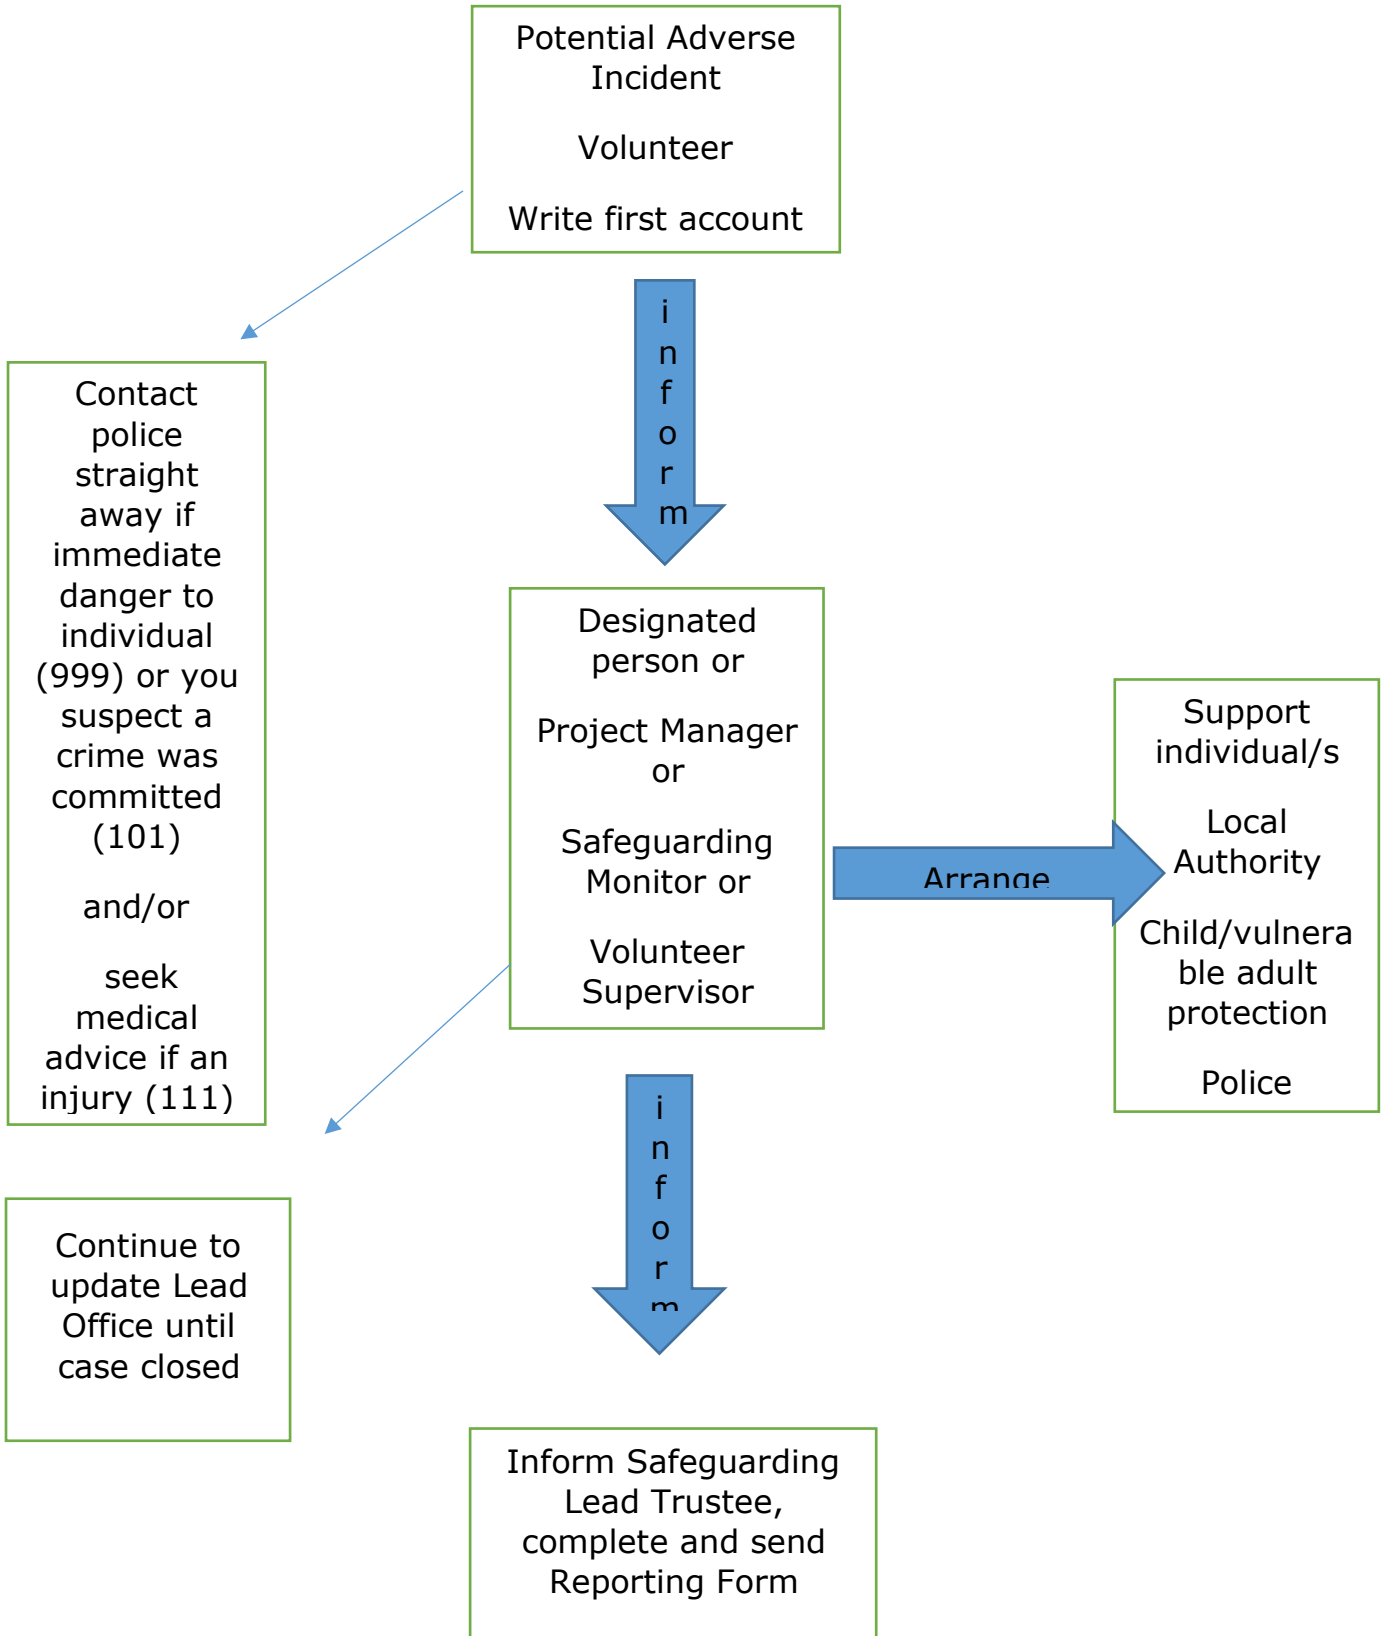 Potential Adverse
Incident
Volunteer
Write first account
i
n
f
o
r
m
Contact
police
straight
away if
immediate
danger to
individual
(999) or you
suspect a
crime was
committed
(101)
and/or
seek
medical
advice if an
injury (111)
Designated
person or
Project Manager
or
Safeguarding
Monitor or
Volunteer
Supervisor
Arrange
Support
individual/s
Local
Authority
Child/vulnera
ble adult
protection
Police
i
n
f
o
r
m
Continue to
update Lead
Office until
case closed
Inform Safeguarding
Lead Trustee,
complete and send
Reporting Form